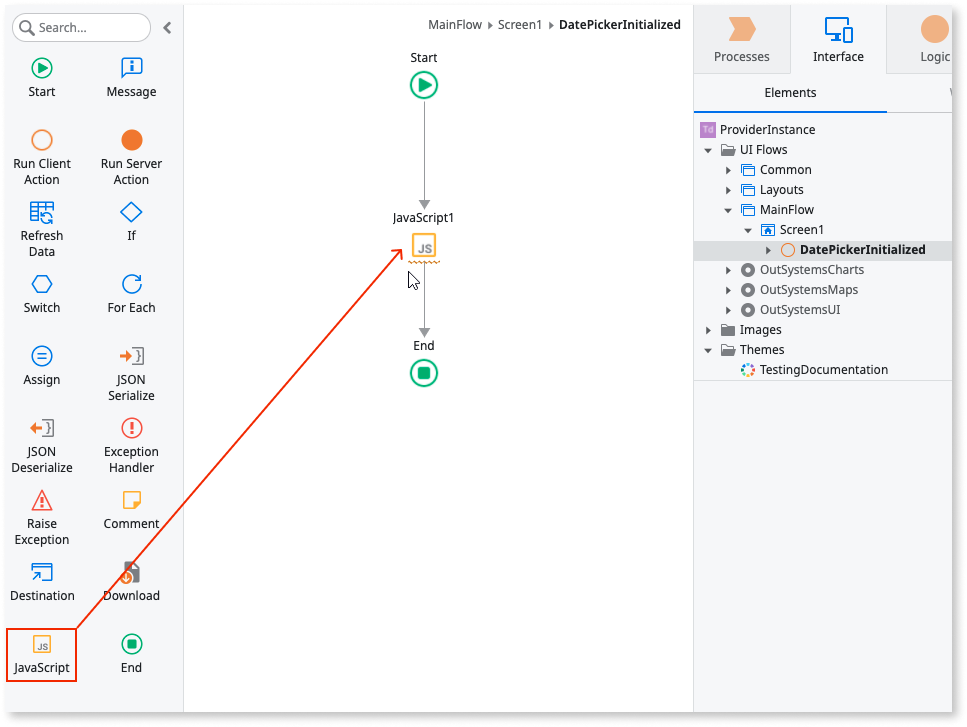 Search...
Start
Message
Run Client
Action
Run Server
Action
Refresh
Data
If
Switch
For Each
Assign
JSON
Serialize
JSON
Deserialize
Exception
Handler
Raise
Exception
Comment
Destination
Download
JS
JavaScript
End
MainFlow Screen1 DatePickerInitialized
Start
JavaScript1
JS
End
Processes
Interface
Logic
Elements
Td ProviderInstance
UI Flows
Common
Layouts
MainFlow
Screen1
DatePickerInitialized
OutSystemsCharts
OutSystemsMaps
OutSystemsUI
Images
Themes
TestingDocumentation